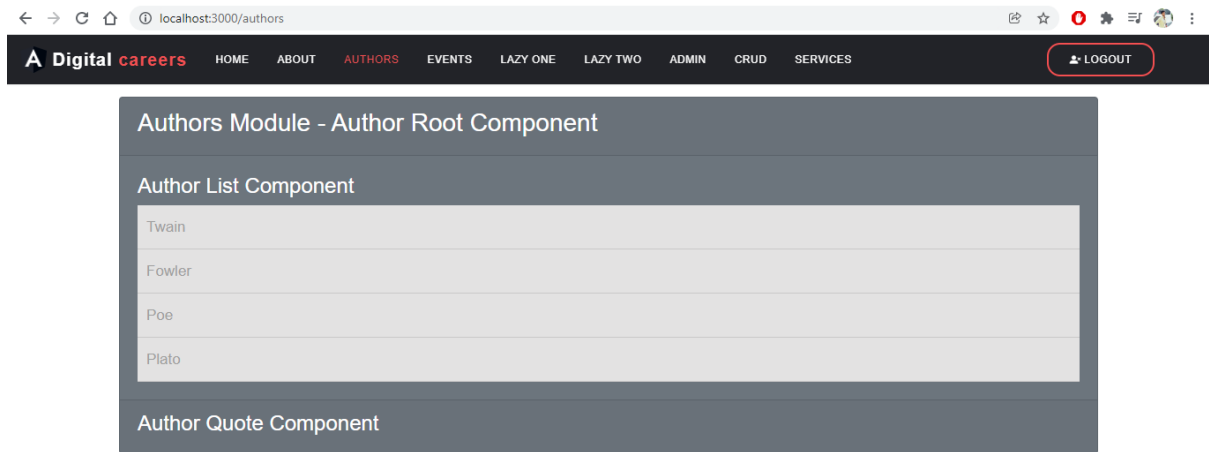 localhost:3000/authors
A Digital careers HOME ABOUT AUTHORS EVENTS LAZY ONE LAZY TWO ADMIN CRUD SERVICES LOGOUT
Authors Module - Author Root Component
Author List Component
Twain
Fowler
Poe
Plato
Author Quote Component